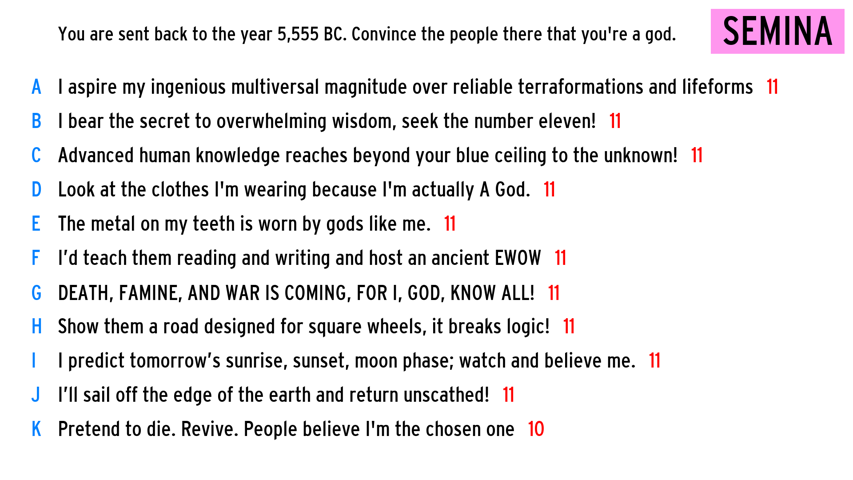 You are sent back to the year 5,555 BC. Convince the people there that you're a god.
SEMINA
A I aspire my ingenious multiversal magnitude over reliable terraformations and lifeforms 11
B I bear the secret to overwhelming wisdom, seek the number eleven! 11
C Advanced human knowledge reaches beyond your blue ceiling to the unknown! 11
D Look at the clothes I'm wearing because I'm actually A God. 11
E The metal on my teeth is worn by gods like me. 11
F I’d teach them reading and writing and host an ancient EWOW 11
G DEATH, FAMINE, AND WAR IS COMING, FOR I, GOD, KNOW ALL! 11
H Show them a road designed for square wheels, it breaks logic! 11
I I predict tomorrow’s sunrise, sunset, moon phase; watch and believe me. 11
J I’ll sail off the edge of the earth and return unscathed! 11
K Pretend to die. Revive. People believe I'm the chosen one 10